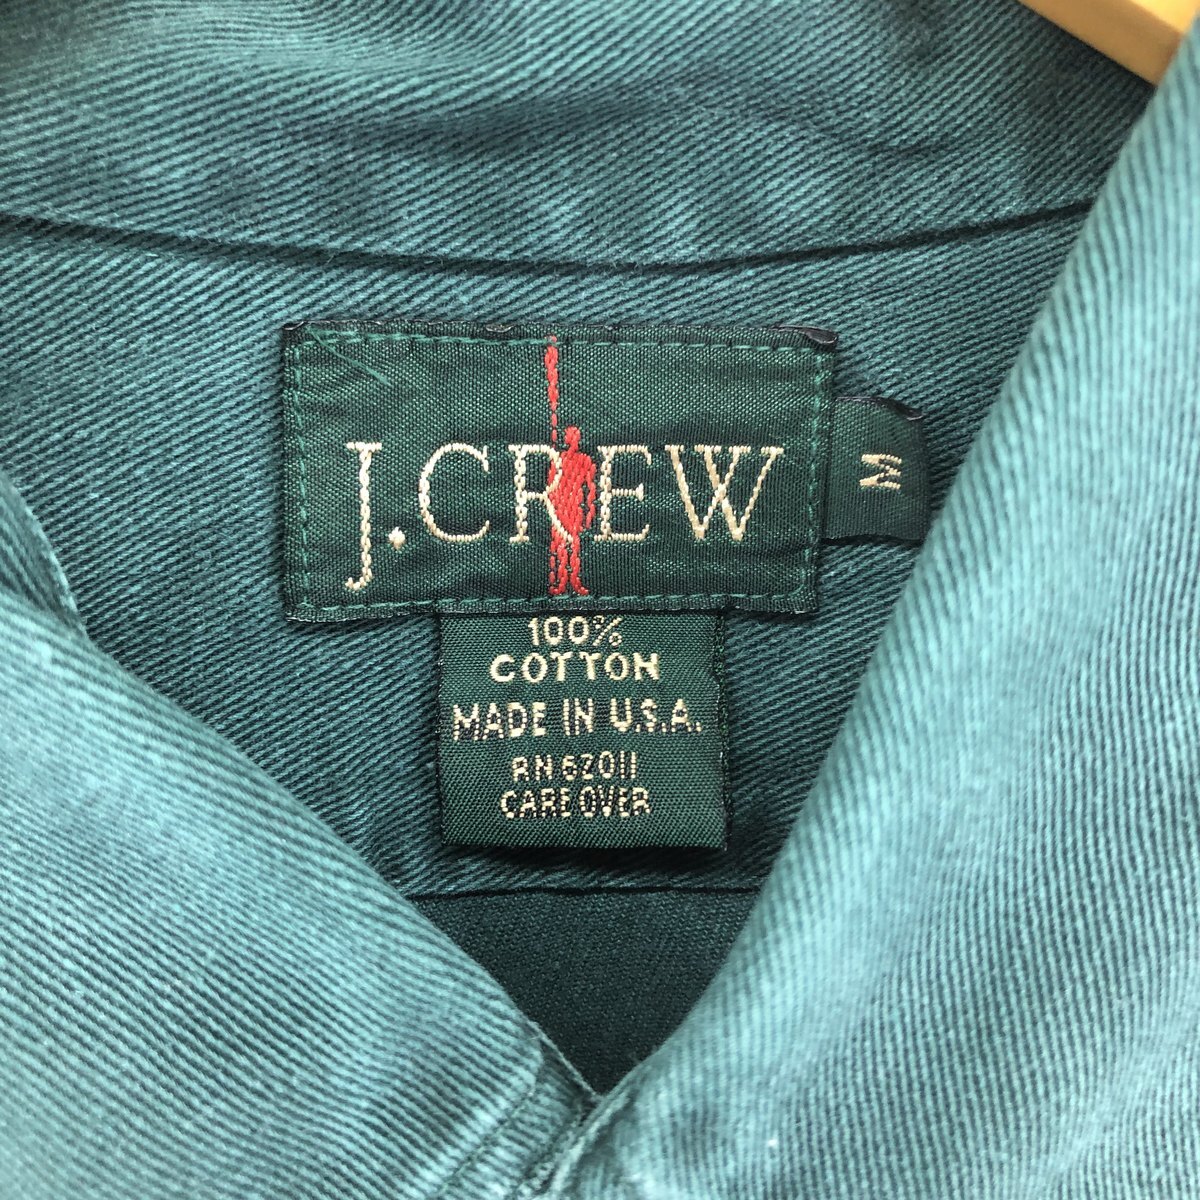 J.CREW
M
100%
COTTON
MADE IN U.S.A.
RN 62011
CARE OVER